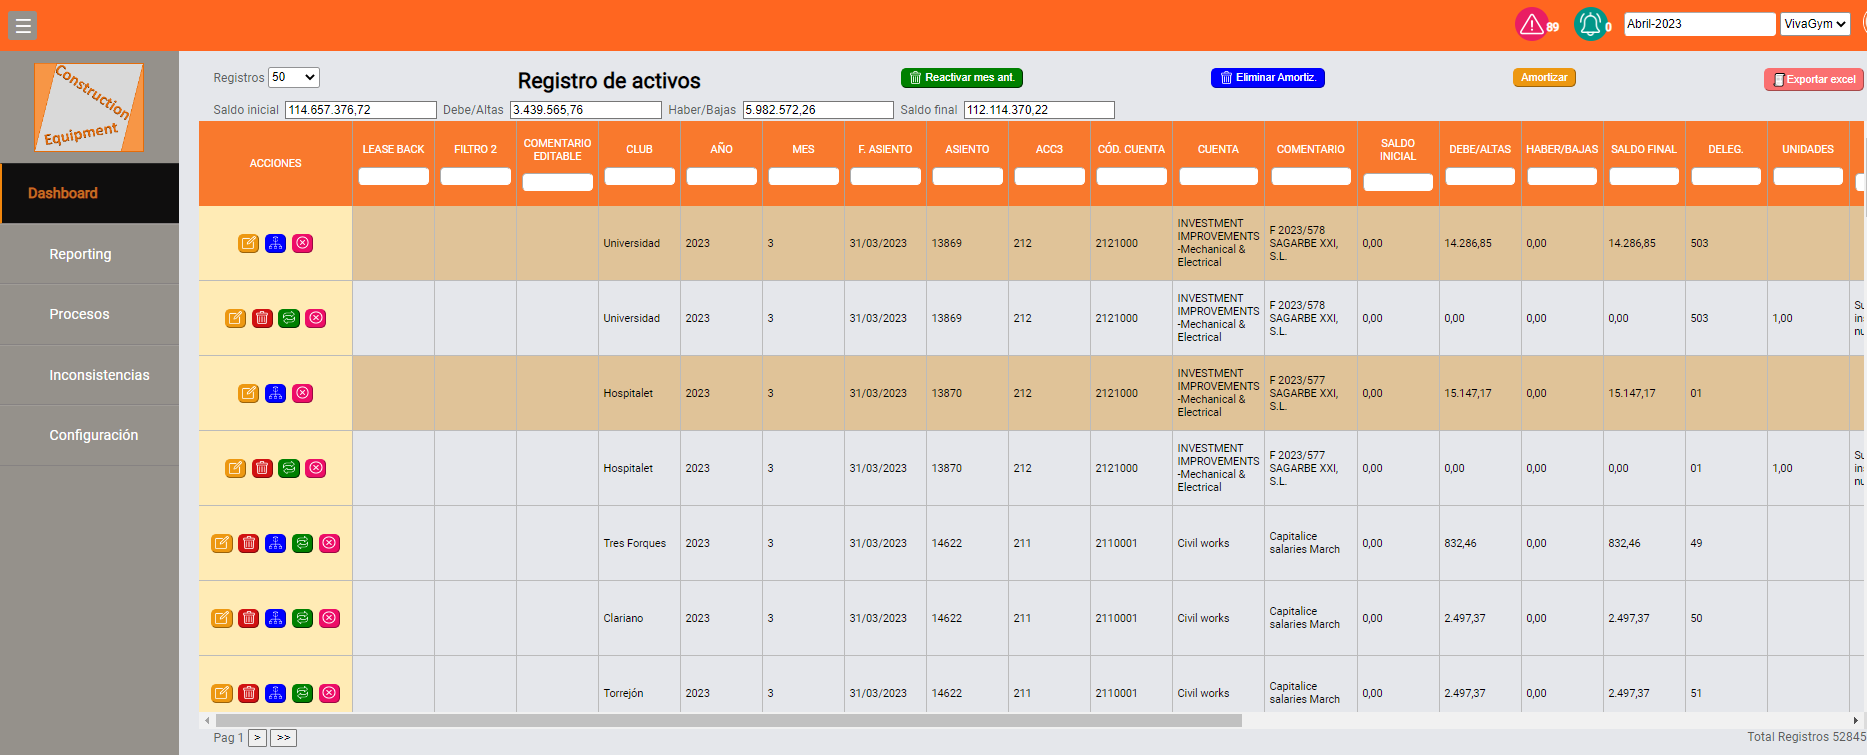 89
0
Abril-2023
VivaGym
Construction
Equipment
Dashboard
Reporting
Procesos
Inconsistencias
Configuración
Registros 50
Registro de activos
Reactivar mes ant.
Eliminar Amortiz.
Amortizar
Exportar excel
Saldo inicial 114.657.376,72 Debe/Altas 3.439.565,76 Haber/Bajas 5.982.572,26 Saldo final 112.114.370,22
ACCIONES LEASE BACK FILTRO 2 COMENTARIO EDITABLE CLUB AÑO MES F. ASIENTO ASIENTO ACC3 CÓD. CUENTA CUENTA COMENTARIO SALDO INICIAL DEBE/ALTAS HABER/BAJAS SALDO FINAL DELEG. UNIDADES
Universidad 2023 3 31/03/2023 13869 212 2121000 INVESTMENT IMPROVEMENTS -Mechanical & Electrical F 2023/578 SAGARBE XXI, S.L. 0,00 14.286,85 0,00 14.286,85 503
Universidad 2023 3 31/03/2023 13869 212 2121000 INVESTMENT IMPROVEMENTS -Mechanical & Electrical F 2023/578 SAGARBE XXI, S.L. 0,00 0,00 0,00 0,00 503 1,00
Hospitalet 2023 3 31/03/2023 13870 212 2121000 INVESTMENT IMPROVEMENTS -Mechanical & Electrical F 2023/577 SAGARBE XXI, S.L. 0,00 15.147,17 0,00 15.147,17 01
Hospitalet 2023 3 31/03/2023 13870 212 2121000 INVESTMENT IMPROVEMENTS -Mechanical & Electrical F 2023/577 SAGARBE XXI, S.L. 0,00 0,00 0,00 0,00 01 1,00
Tres Forques 2023 3 31/03/2023 14622 211 2110001 Civil works Capitalice salaries March 0,00 832,46 0,00 832,46 49
Clariano 2023 3 31/03/2023 14622 211 2110001 Civil works Capitalice salaries March 0,00 2.497,37 0,00 2.497,37 50
Torrejón 2023 3 31/03/2023 14622 211 2110001 Civil works Capitalice salaries March 0,00 2.497,37 0,00 2.497,37 51
Pag 1 > >>
Total Registros 52845